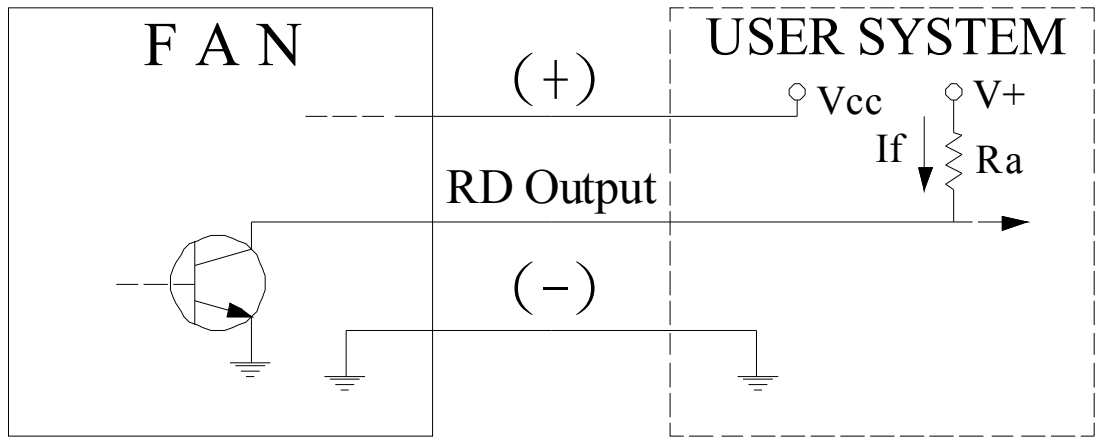 F A N
USER SYSTEM
(+)
Vcc
V+
If
Ra
RD Output
(-)